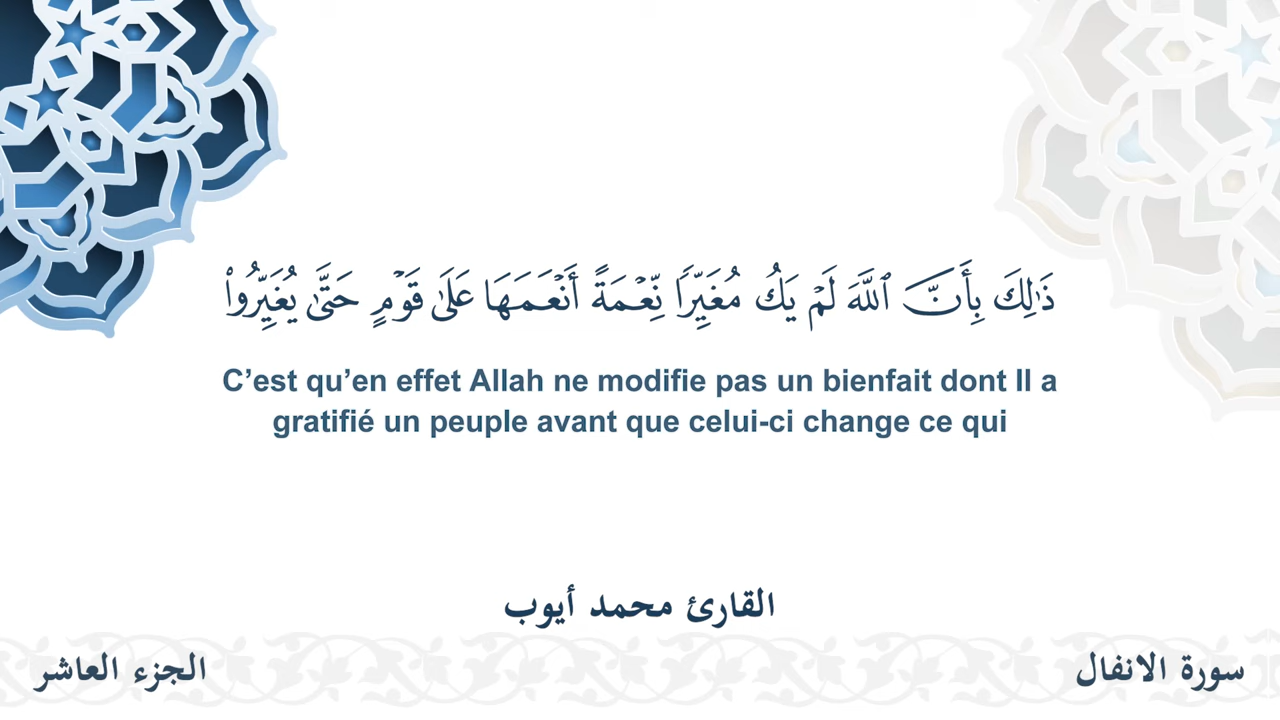 ذَٰلِكَ بِأَنَّ ٱللَّهَ لَمْ يَكُ مُغَيِّرًا نِّعْمَةً أَنْعَمَهَا عَلَىٰ قَوْمٍ حَتَّىٰ يُغَيِّرُوا۟
C’est qu’en effet Allah ne modifie pas un bienfait dont Il a
gratifié un peuple avant que celui-ci change ce qui
القارئ محمد أيوب
سورة الانفال
الجزء العاشر